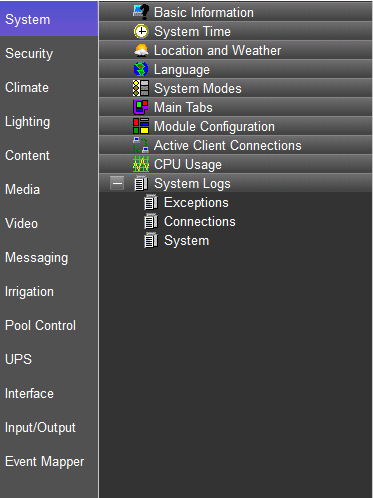 System
Security
Climate
Lighting
Content
Media
Video
Messaging
Irrigation
Pool Control
UPS
Interface
Input/Output
Event Mapper
Basic Information
System Time
Location and Weather
Language
System Modes
Main Tabs
Module Configuration
Active Client Connections
CPU Usage
System Logs
Exceptions
Connections
System